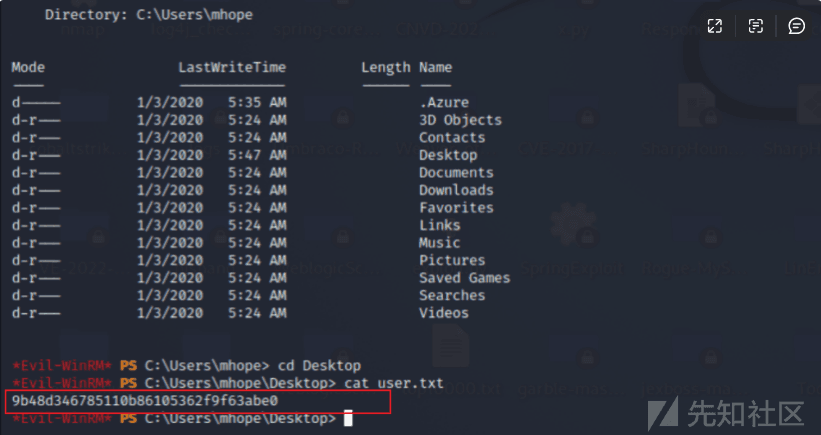 Directory: C:\Users\mhope
Mode LastWriteTime Length Name
---- ------------- ------ ----
d----- 1/3/2020 5:35 AM .Azure
d-r--- 1/3/2020 5:24 AM 3D Objects
d-r--- 1/3/2020 5:24 AM Contacts
d-r--- 1/3/2020 5:47 AM Desktop
d-r--- 1/3/2020 5:24 AM Documents
d-r--- 1/3/2020 5:24 AM Downloads
d-r--- 1/3/2020 5:24 AM Favorites
d-r--- 1/3/2020 5:24 AM Links
d-r--- 1/3/2020 5:24 AM Music
d-r--- 1/3/2020 5:24 AM Pictures
d-r--- 1/3/2020 5:24 AM Saved Games
d-r--- 1/3/2020 5:24 AM Searches
d-r--- 1/3/2020 5:24 AM Videos
*Evil-WinRM* PS C:\Users\mhope> cd Desktop
*Evil-WinRM* PS C:\Users\mhope\Desktop> cat user.txt
9b48d346785110b86105362f9f63abe0
*Evil-WinRM* PS C:\Users\mhope\Desktop>
先知社区